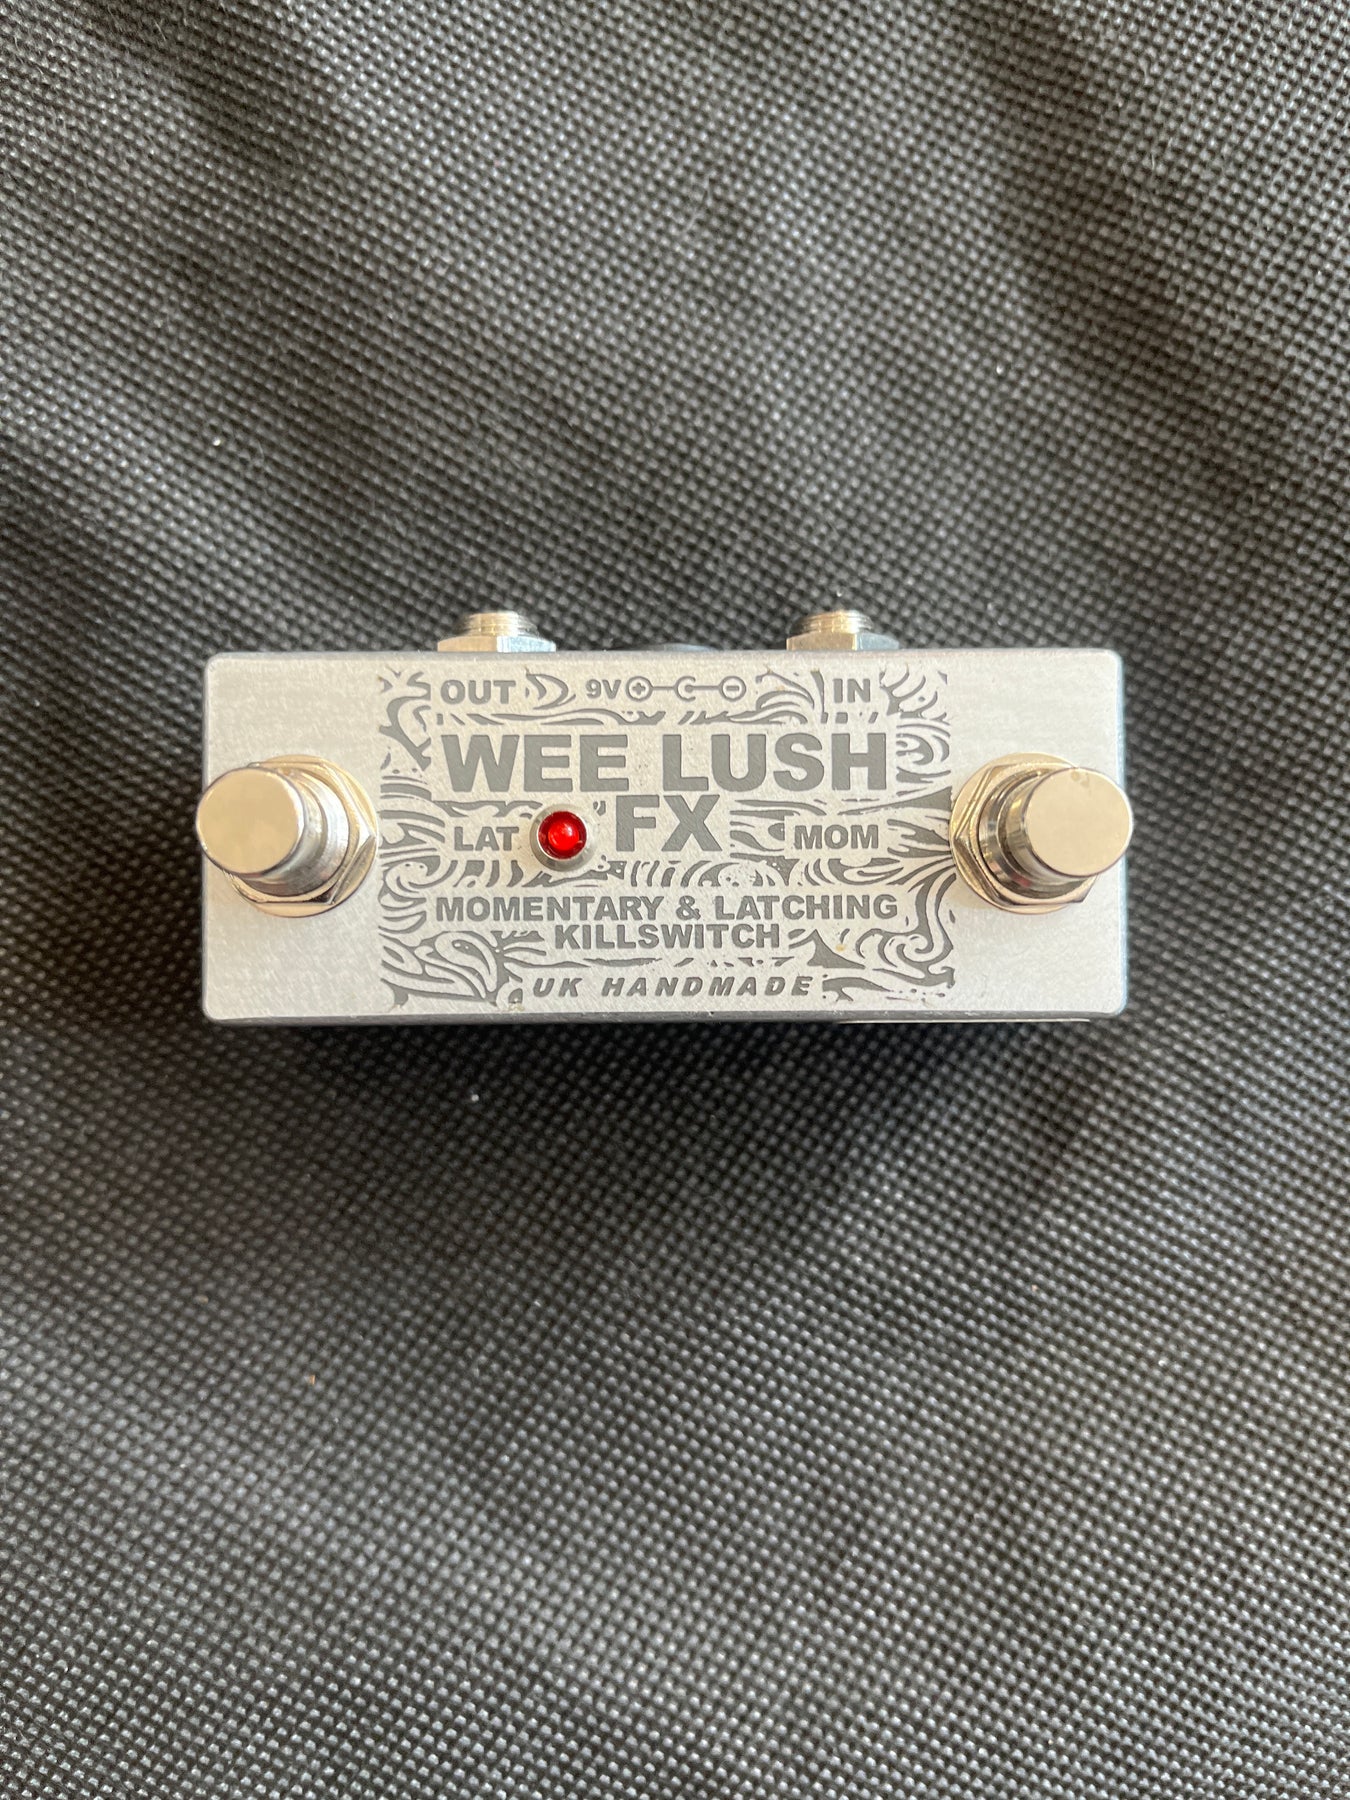 OUT 9V + - IN
WEE LUSH
LAT FX MOM
MOMENTARY & LATCHING
KILLSWITCH
UK HANDMADE